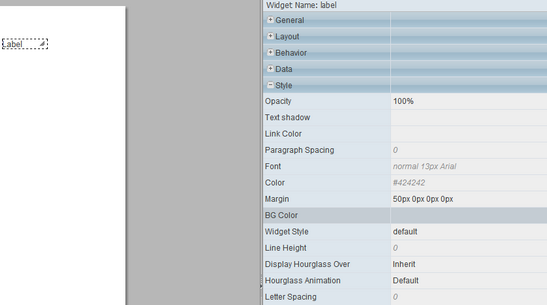 Widget Name: label
General
Layout
Label
Behavior
Data
Style
Opacity 100%
Text shadow
Link Color
Paragraph Spacing 0
Font normal 13px Arial
Color #424242
Margin 50px 0px 0px 0px
BG Color
Widget Style default
Line Height 0
Display Hourglass Over Inherit
Hourglass Animation Default
Letter Spacing 0